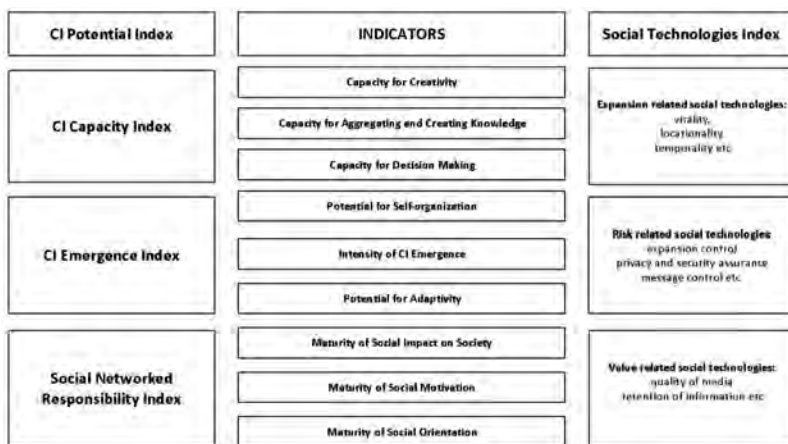 CI Potential Index
INDICATORS
Social Technologies Index
CI Capacity Index
Capacity for Creativity
Capacity for Aggregating and Creating Knowledge
Capacity for Decision Making
Expansion related social technologies:
virality,
locationality,
temporality etc
CI Emergence Index
Potential for Self-organization
Intensity of CI Emergence
Potential for Adaptivity
Risk related social technologies:
expansion control
privacy and security assurance
message control etc
Social Networked
Responsibility Index
Maturity of Social Impact on Society
Maturity of Social Motivation
Maturity of Social Orientation
Value related social technologies:
quality of media
retention of information etc